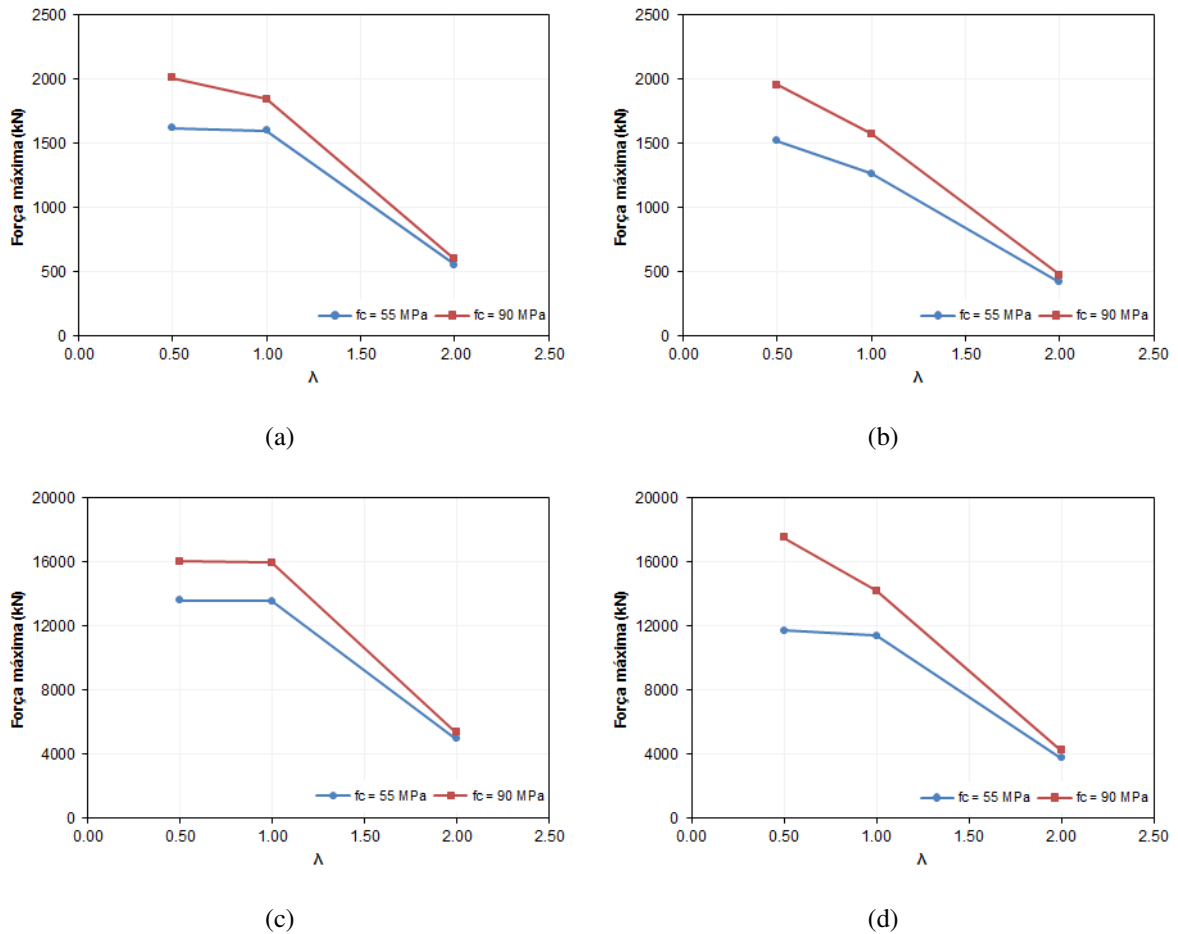 2500
2000
1500
1000
500
0
Força máxima (kN)
0.00 0.50 1.00 1.50 2.00 2.50
λ
fc = 55 MPa fc = 90 MPa
(a)
2500
2000
1500
1000
500
0
Força máxima (kN)
0.00 0.50 1.00 1.50 2.00 2.50
λ
fc = 55 MPa fc = 90 MPa
(b)
20000
16000
12000
8000
4000
0
Força máxima (kN)
0.00 0.50 1.00 1.50 2.00 2.50
λ
fc = 55 MPa fc = 90 MPa
(c)
20000
16000
12000
8000
4000
0
Força máxima (kN)
0.00 0.50 1.00 1.50 2.00 2.50
λ
fc = 55 MPa fc = 90 MPa
(d)